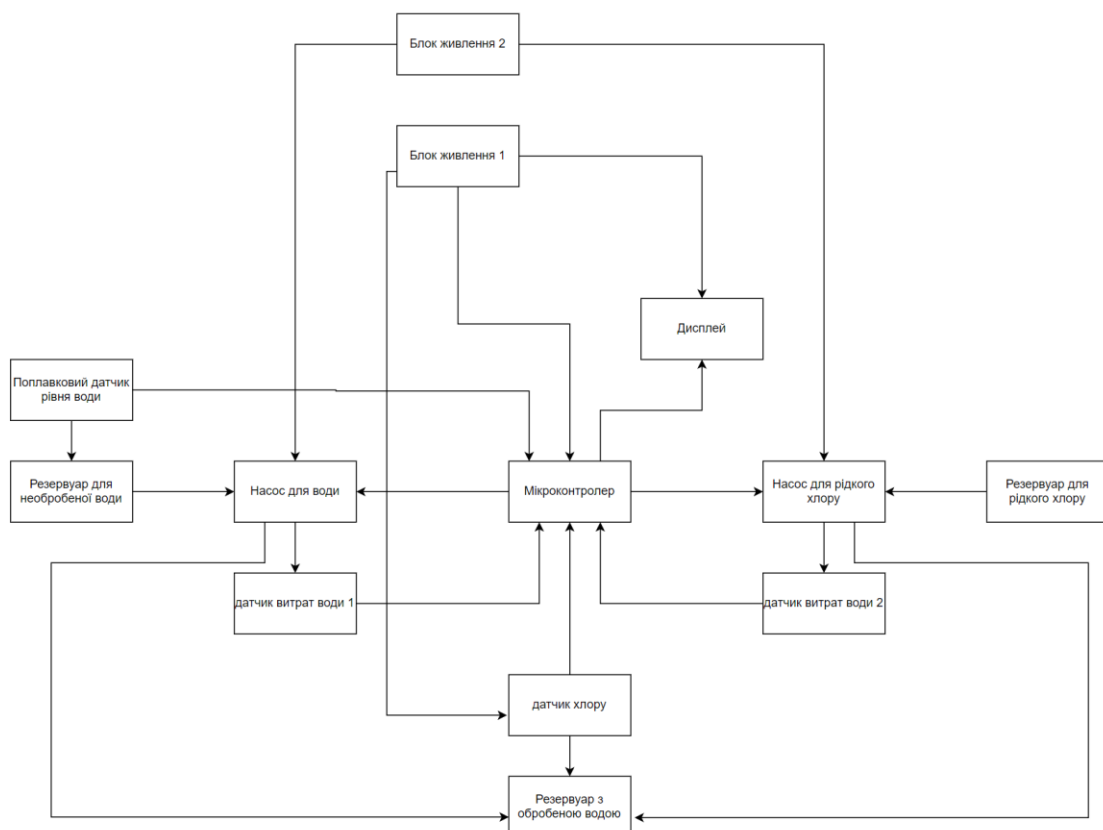 Блок живлення 2
Блок живлення 1
Дисплей
Поплавковий датчик
рівня води
Резервуар для
необробеної води
Насос для води
Мікроконтролер
Насос для рідкого
хлору
Резервуар для
рідкого хлору
датчик витрат води 1
датчик витрат води 2
датчик хлору
Резервуар з
обробеною водою